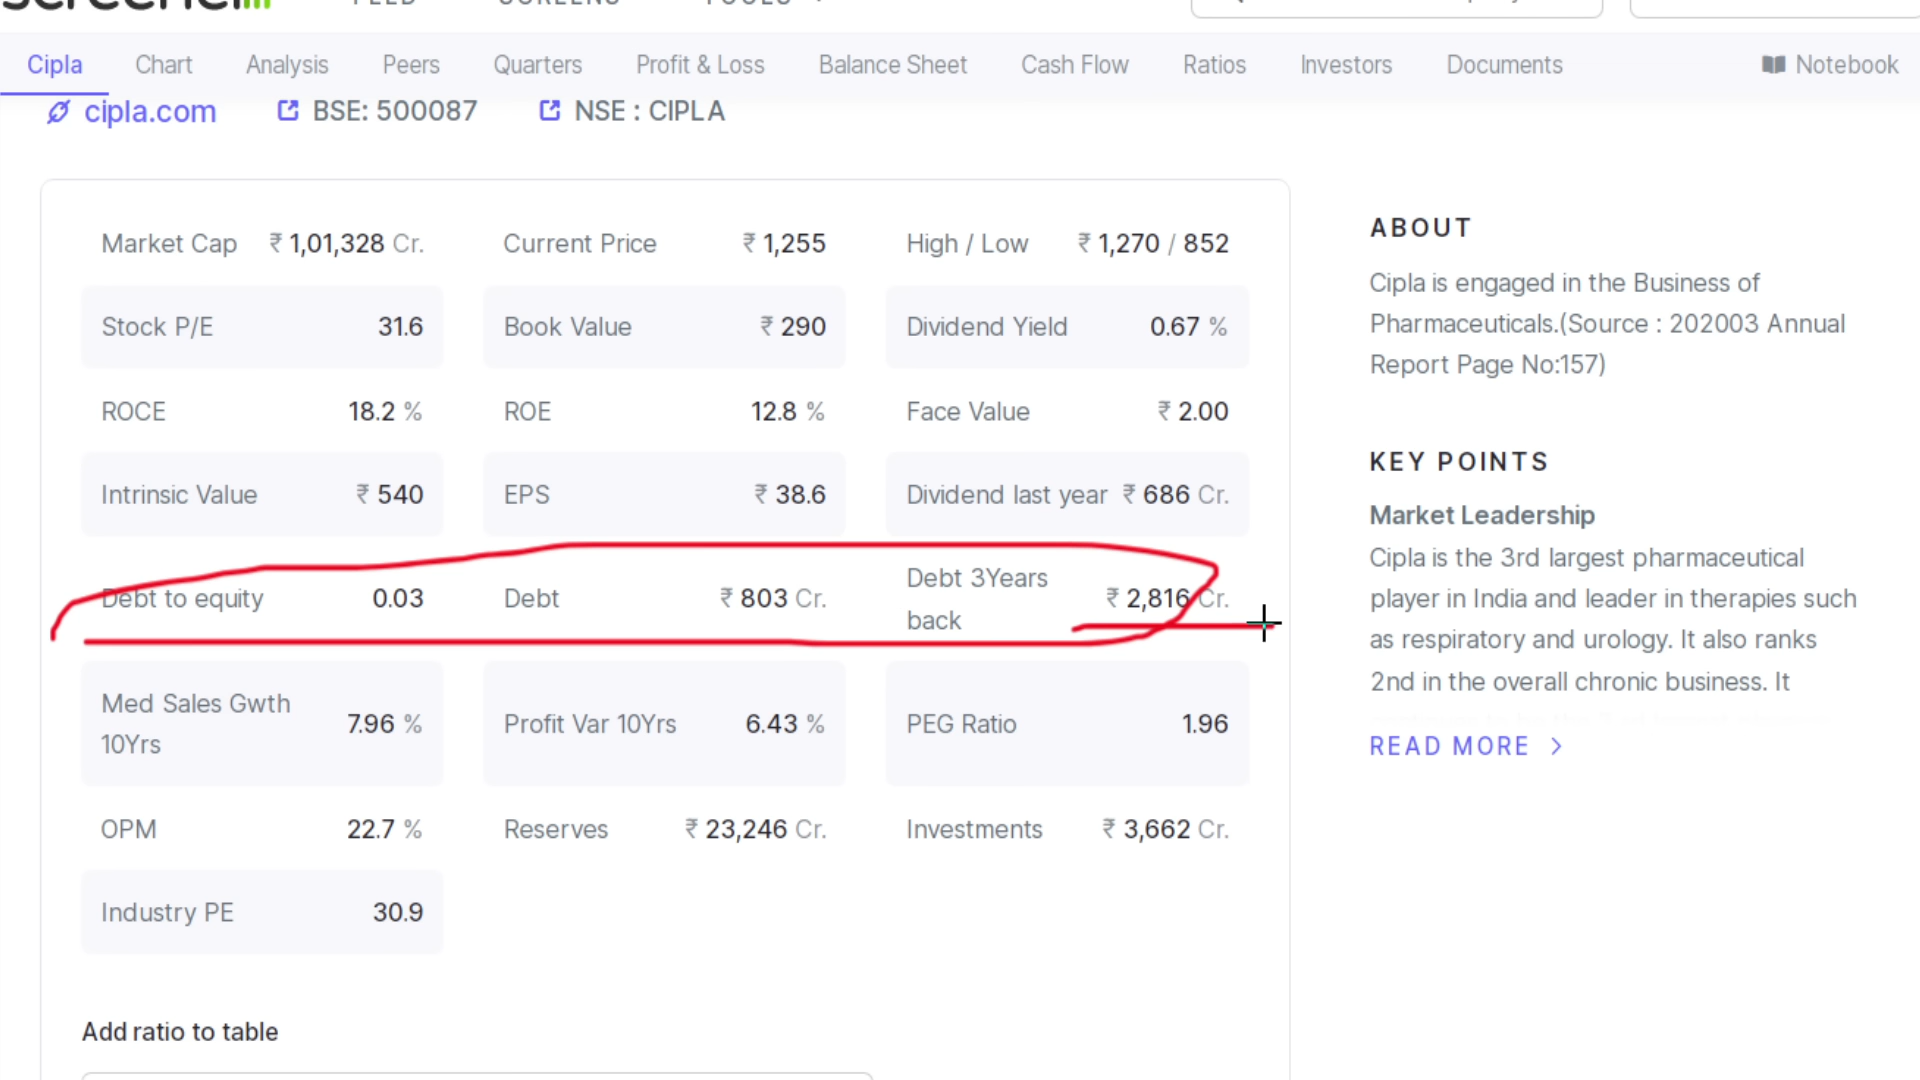 screener
FEED SCREENS TOOLS
Cipla Chart Analysis Peers Quarters Profit & Loss Balance Sheet Cash Flow Ratios Investors Documents Notebook
cipla.com BSE: 500087 NSE : CIPLA
Market Cap ₹ 1,01,328 Cr. Current Price ₹ 1,255 High / Low ₹ 1,270 / 852
Stock P/E 31.6 Book Value ₹ 290 Dividend Yield 0.67 %
ROCE 18.2 % ROE 12.8 % Face Value ₹ 2.00
Intrinsic Value ₹ 540 EPS ₹ 38.6 Dividend last year ₹ 686 Cr.
Debt to equity 0.03 Debt ₹ 803 Cr. Debt 3Years
back ₹ 2,816 Cr.
Med Sales Gwth
10Yrs 7.96 % Profit Var 10Yrs 6.43 % PEG Ratio 1.96
OPM 22.7 % Reserves ₹ 23,246 Cr. Investments ₹ 3,662 Cr.
Industry PE 30.9
Add ratio to table
ABOUT
Cipla is engaged in the Business of
Pharmaceuticals.(Source : 202003 Annual
Report Page No:157)
KEY POINTS
Market Leadership
Cipla is the 3rd largest pharmaceutical
player in India and leader in therapies such
as respiratory and urology. It also ranks
2nd in the overall chronic business. It
READ MORE